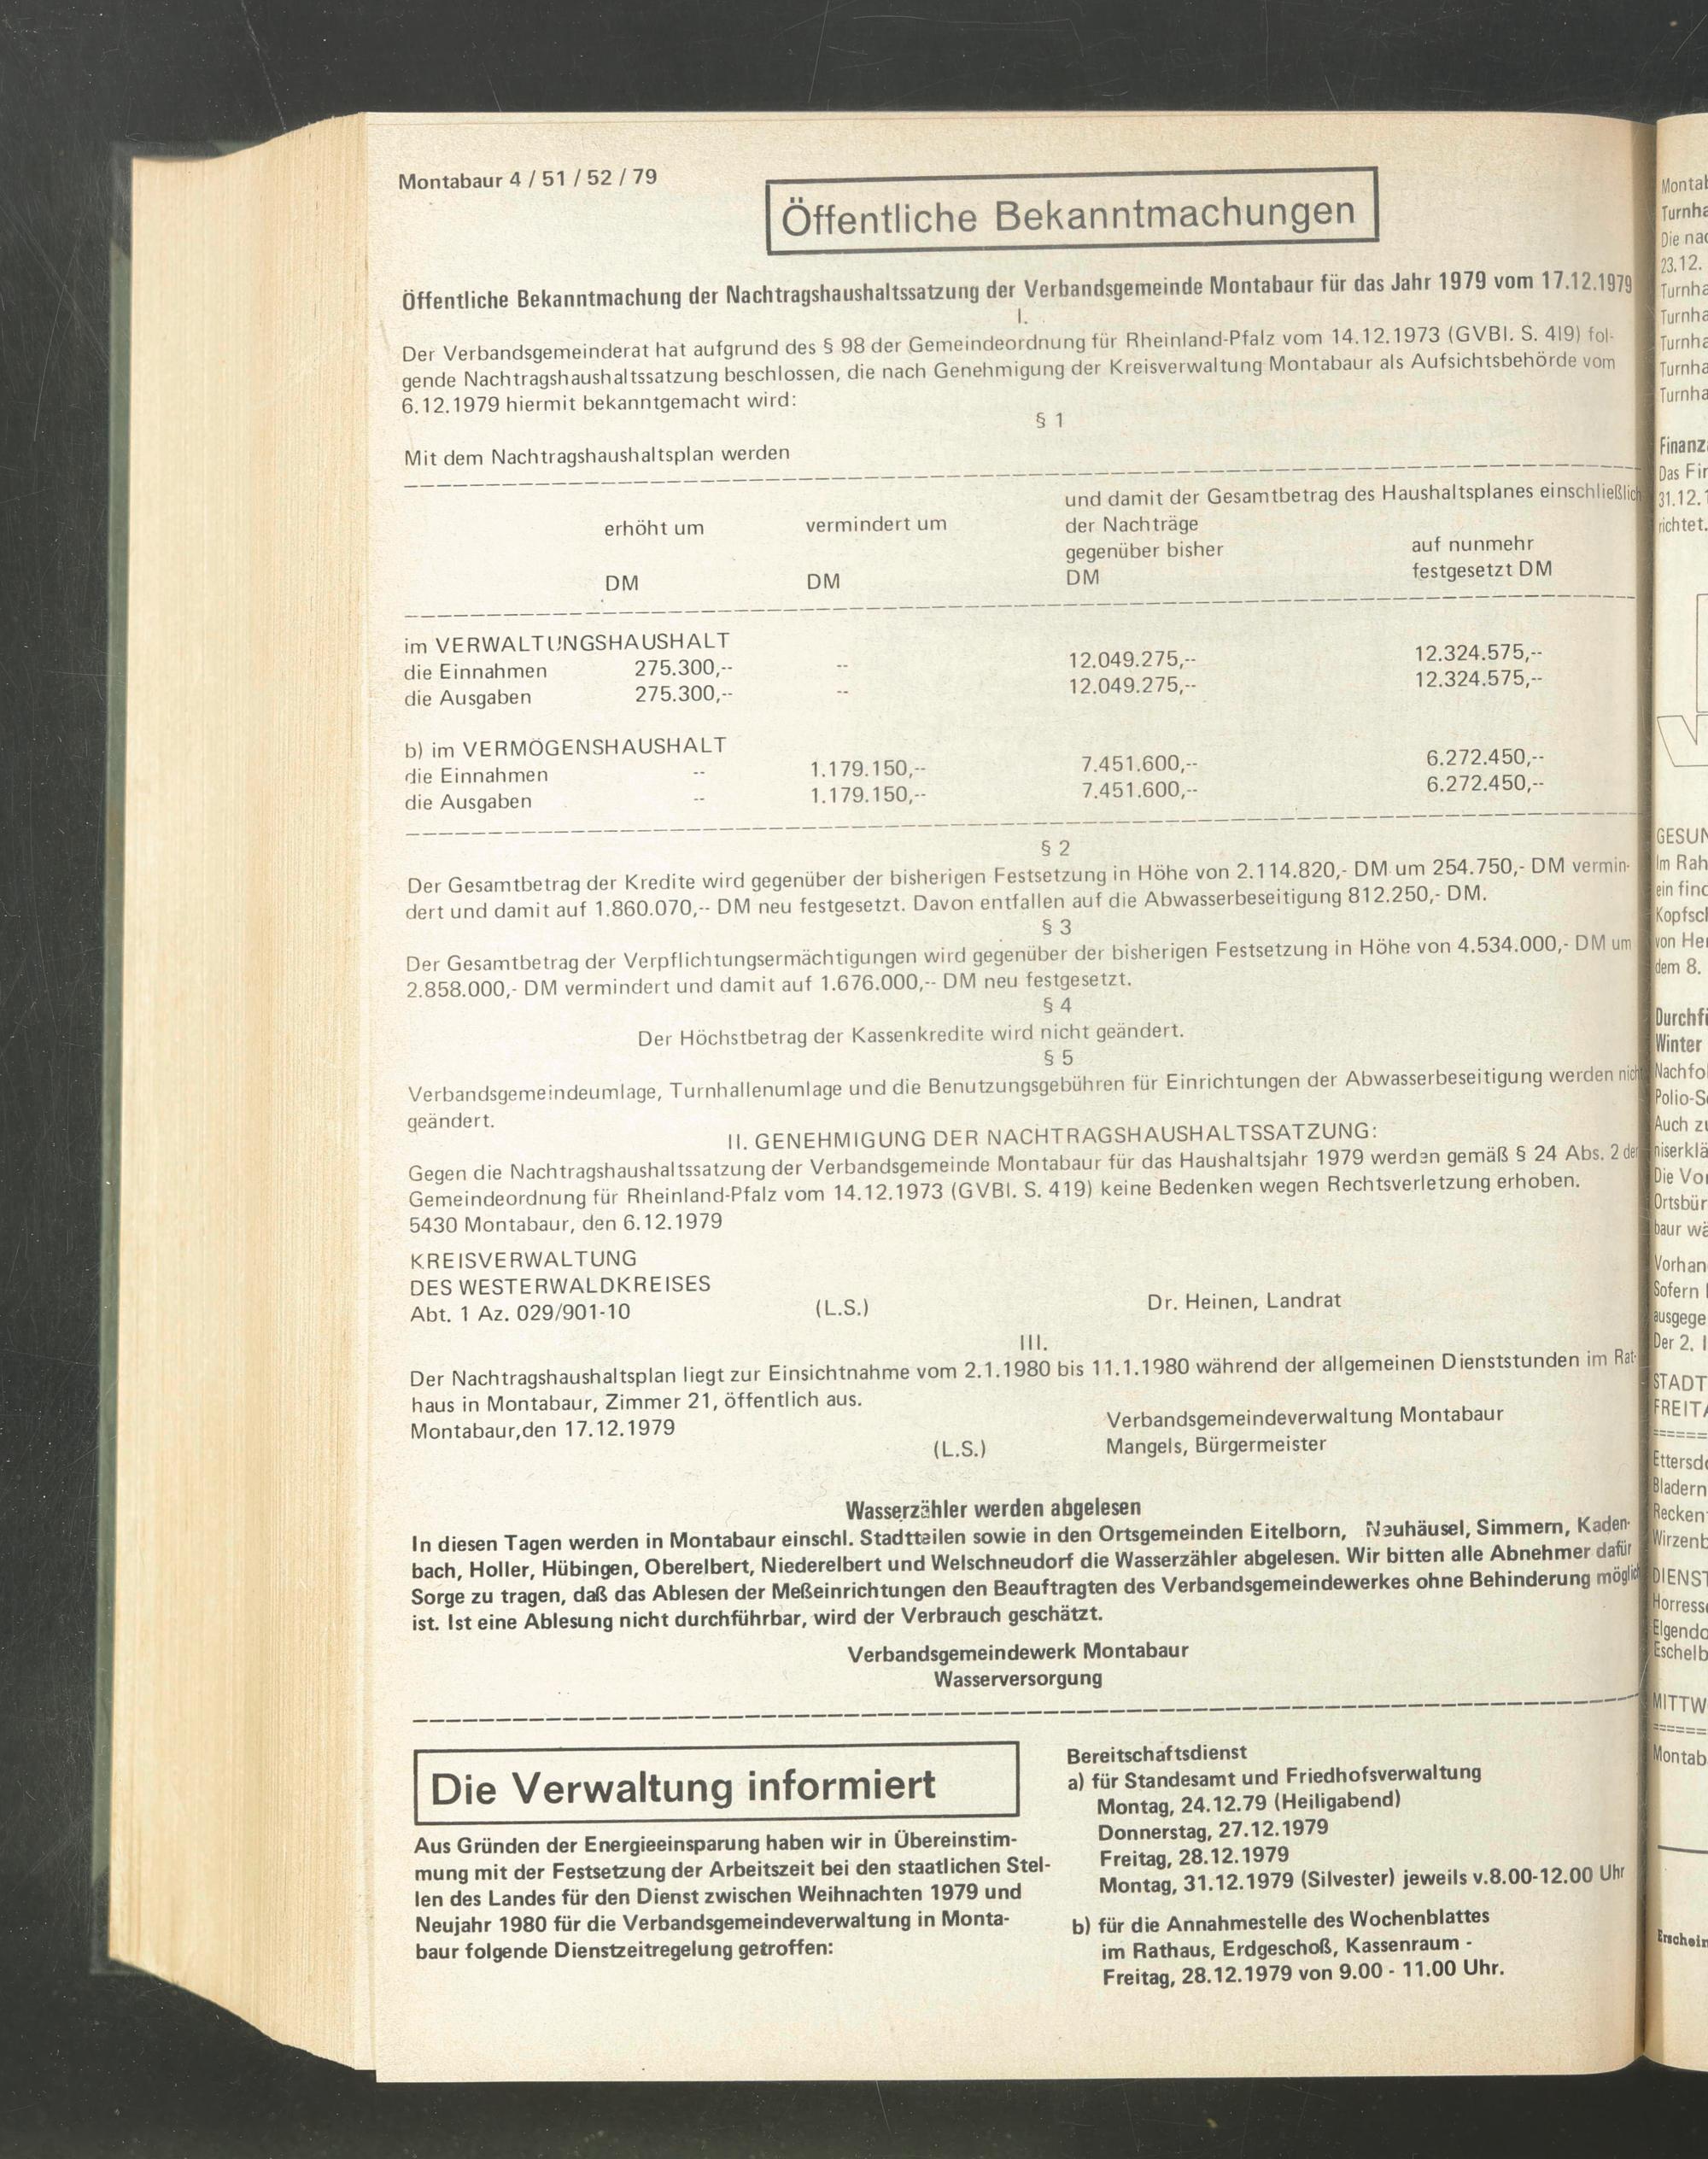 Montabaur 4 / 51 / 52 / 79
Öffentliche Bekanntmachungen
Öffentliche Bekanntmachung der Nachtragshaushaltssatzung der Verbandsgemeinde Montabaur für das Jahr 1979 vom 17.12.1979
I.
Der Verbandsgemeinderat hat aufgrund des § 98 der Gemeindeordnung für Rheinland-Pfalz vom 14.12.1973 (GVBl. S. 419) fol-
gende Nachtragshaushaltssatzung beschlossen, die nach Genehmigung der Kreisverwaltung Montabaur als Aufsichtsbehörde vom
6.12.1979 hiermit bekanntgemacht wird:
§ 1
Mit dem Nachtragshaushaltsplan werden
und damit der Gesamtbetrag des Haushaltsplanes einschließlich
erhöht um vermindert um der Nachträge
gegenüber bisher auf nunmehr
DM DM DM festgesetzt DM
im VERWALTUNGSHAUSHALT
die Einnahmen 275.300,-- -- 12.049.275,-- 12.324.575,--
die Ausgaben 275.300,-- -- 12.049.275,-- 12.324.575,--
b) im VERMÖGENSHAUSHALT
die Einnahmen -- 1.179.150,-- 7.451.600,-- 6.272.450,--
die Ausgaben -- 1.179.150,-- 7.451.600,-- 6.272.450,--
§ 2
Der Gesamtbetrag der Kredite wird gegenüber der bisherigen Festsetzung in Höhe von 2.114.820,- DM um 254.750,- DM vermin-
dert und damit auf 1.860.070,-- DM neu festgesetzt. Davon entfallen auf die Abwasserbeseitigung 812.250,- DM.
§ 3
Der Gesamtbetrag der Verpflichtungsermächtigungen wird gegenüber der bisherigen Festsetzung in Höhe von 4.534.000,- DM um
2.858.000,- DM vermindert und damit auf 1.676.000,-- DM neu festgesetzt.
§ 4
Der Höchstbetrag der Kassenkredite wird nicht geändert.
§ 5
Verbandsgemeindeumlage, Turnhallenumlage und die Benutzungsgebühren für Einrichtungen der Abwasserbeseitigung werden nicht
geändert.
II. GENEHMIGUNG DER NACHTRAGSHAUSHALTSSATZUNG:
Gegen die Nachtragshaushaltssatzung der Verbandsgemeinde Montabaur für das Haushaltsjahr 1979 werden gemäß § 24 Abs. 2 der
Gemeindeordnung für Rheinland-Pfalz vom 14.12.1973 (GVBl. S. 419) keine Bedenken wegen Rechtsverletzung erhoben.
5430 Montabaur, den 6.12.1979
KREISVERWALTUNG
DES WESTERWALDKREISES
Abt. 1 Az. 029/901-10 (L.S.) Dr. Heinen, Landrat
III.
Der Nachtragshaushaltsplan liegt zur Einsichtnahme vom 2.1.1980 bis 11.1.1980 während der allgemeinen Dienststunden im Rat-
haus in Montabaur, Zimmer 21, öffentlich aus.
Montabaur,den 17.12.1979 Verbandsgemeindeverwaltung Montabaur
(L.S.) Mangels, Bürgermeister
Wasserzähler werden abgelesen
In diesen Tagen werden in Montabaur einschl. Stadtteilen sowie in den Ortsgemeinden Eitelborn, Neuhäusel, Simmern, Kaden-
bach, Holler, Hübingen, Oberelbert, Niederelbert und Welschneudorf die Wasserzähler abgelesen. Wir bitten alle Abnehmer dafür
Sorge zu tragen, daß das Ablesen der Meßeinrichtungen den Beauftragten des Verbandsgemeindewerkes ohne Behinderung möglich
ist. Ist eine Ablesung nicht durchführbar, wird der Verbrauch geschätzt.
Verbandsgemeindewerk Montabaur
Wasserversorgung
Die Verwaltung informiert
Aus Gründen der Energieeinsparung haben wir in Übereinstim-
mung mit der Festsetzung der Arbeitszeit bei den staatlichen Stel-
len des Landes für den Dienst zwischen Weihnachten 1979 und
Neujahr 1980 für die Verbandsgemeindeverwaltung in Monta-
baur folgende Dienstzeitregelung getroffen:
Bereitschaftsdienst
a) für Standesamt und Friedhofsverwaltung
Montag, 24.12.79 (Heiligabend)
Donnerstag, 27.12.1979
Freitag, 28.12.1979
Montag, 31.12.1979 (Silvester) jeweils v.8.00-12.00 Uhr
b) für die Annahmestelle des Wochenblattes
im Rathaus, Erdgeschoß, Kassenraum -
Freitag, 28.12.1979 von 9.00 - 11.00 Uhr.